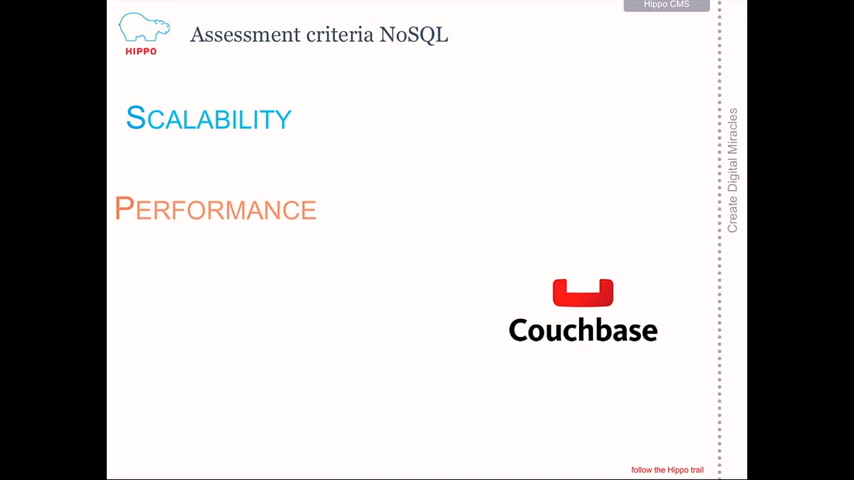 Hippo CMS
HIPPO
Assessment criteria NoSQL
SCALABILITY
PERFORMANCE
Create Digital Miracles
Couchbase
follow the Hippo trail